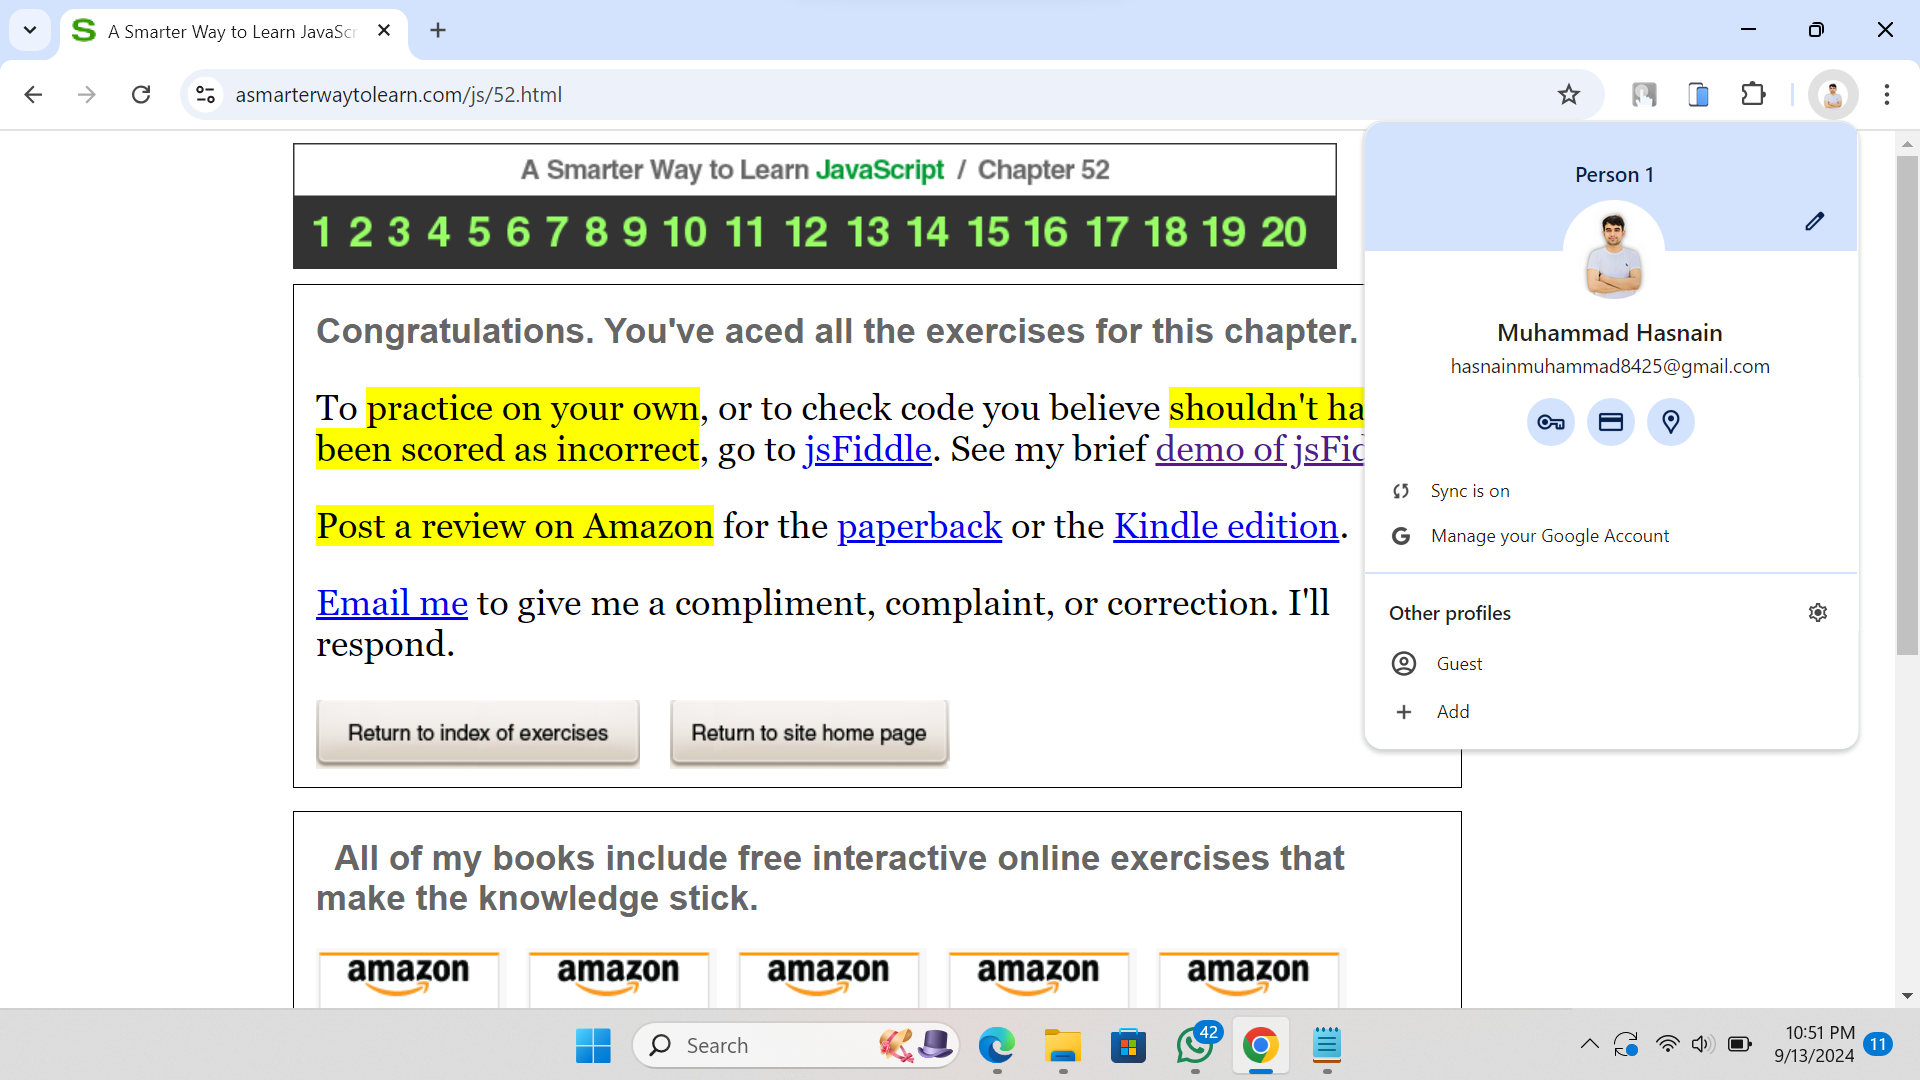 A Smarter Way to Learn JavaScr
asmarterwaytolearn.com/js/52.html
A Smarter Way to Learn JavaScript / Chapter 52
1 2 3 4 5 6 7 8 9 10 11 12 13 14 15 16 17 18 19 20
Congratulations. You've aced all the exercises for this chapter.
To practice on your own, or to check code you believe shouldn't ha
been scored as incorrect, go to jsFiddle. See my brief demo of jsFid
Post a review on Amazon for the paperback or the Kindle edition.
Email me to give me a compliment, complaint, or correction. I'll
respond.
Return to index of exercises
Return to site home page
All of my books include free interactive online exercises that
make the knowledge stick.
amazon
amazon
amazon
amazon
amazon
Person 1
Muhammad Hasnain
hasnainmuhammad8425@gmail.com
Sync is on
Manage your Google Account
Other profiles
Guest
Add
Search
42
10:51 PM
9/13/2024
11